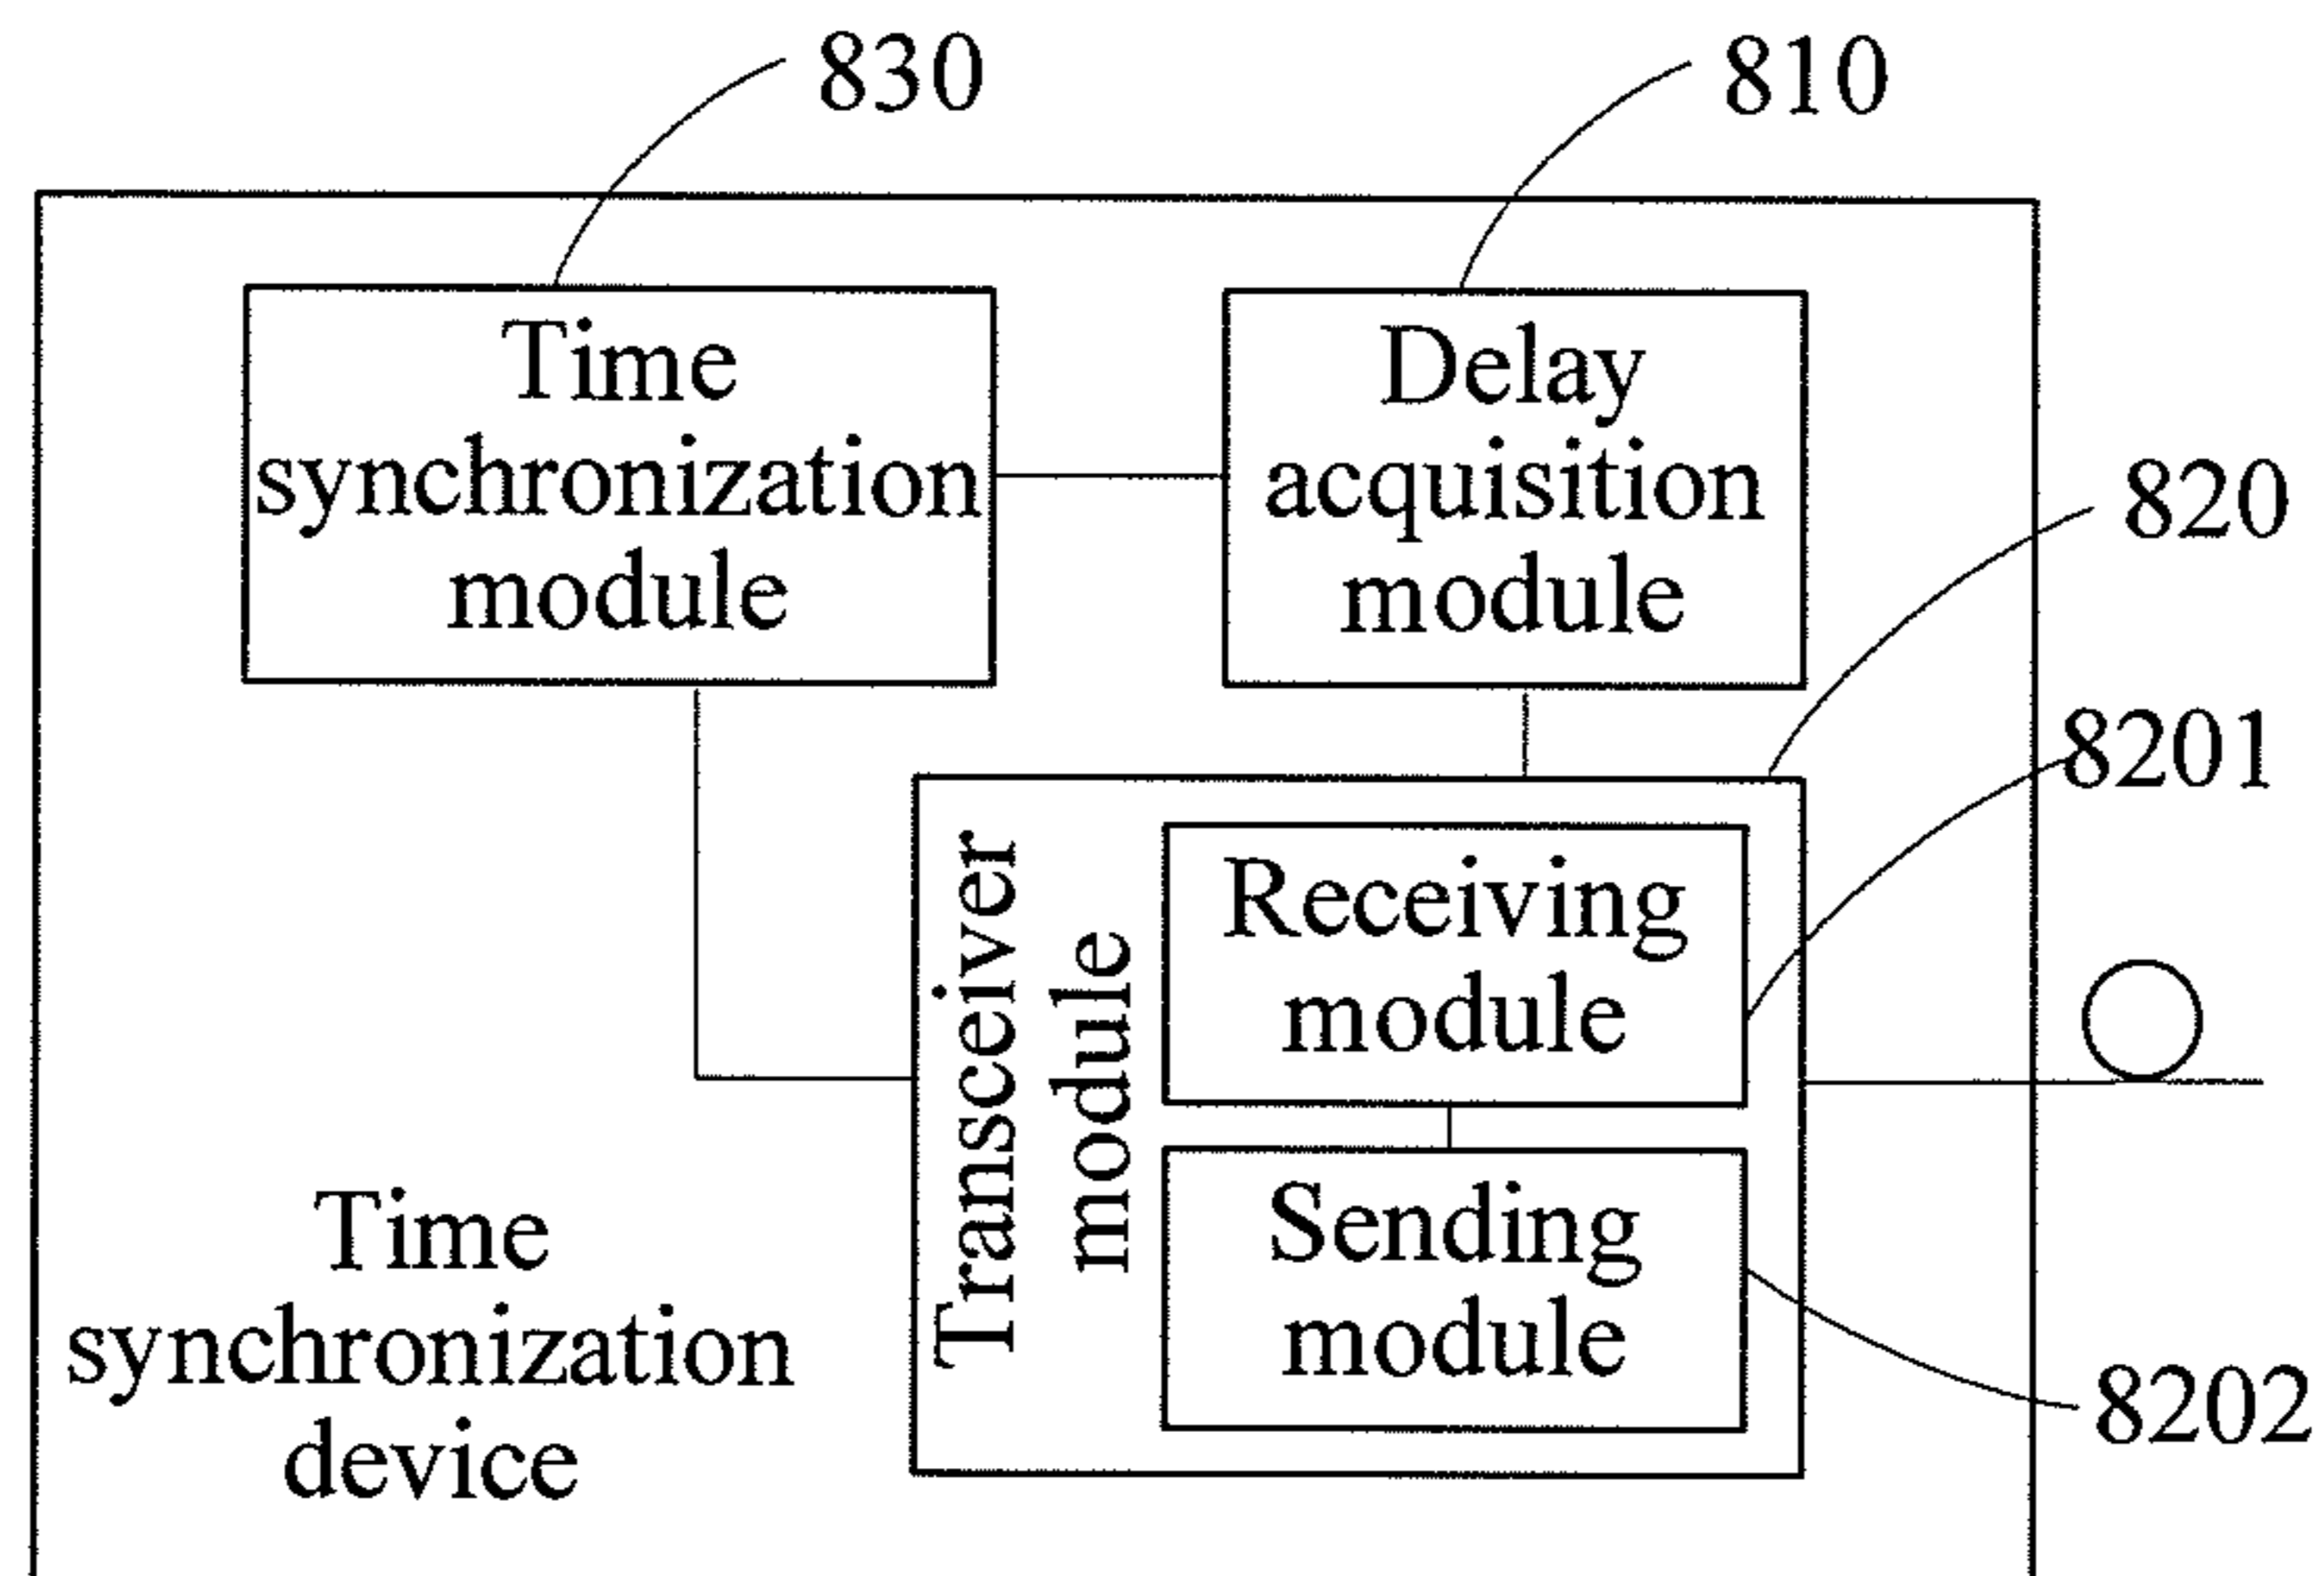 830
810
Time
synchronization
module
Delay
acquisition
module
820
8201
Transceiver
module
Receiving
module
Sending
module
8202
Time
synchronization
device